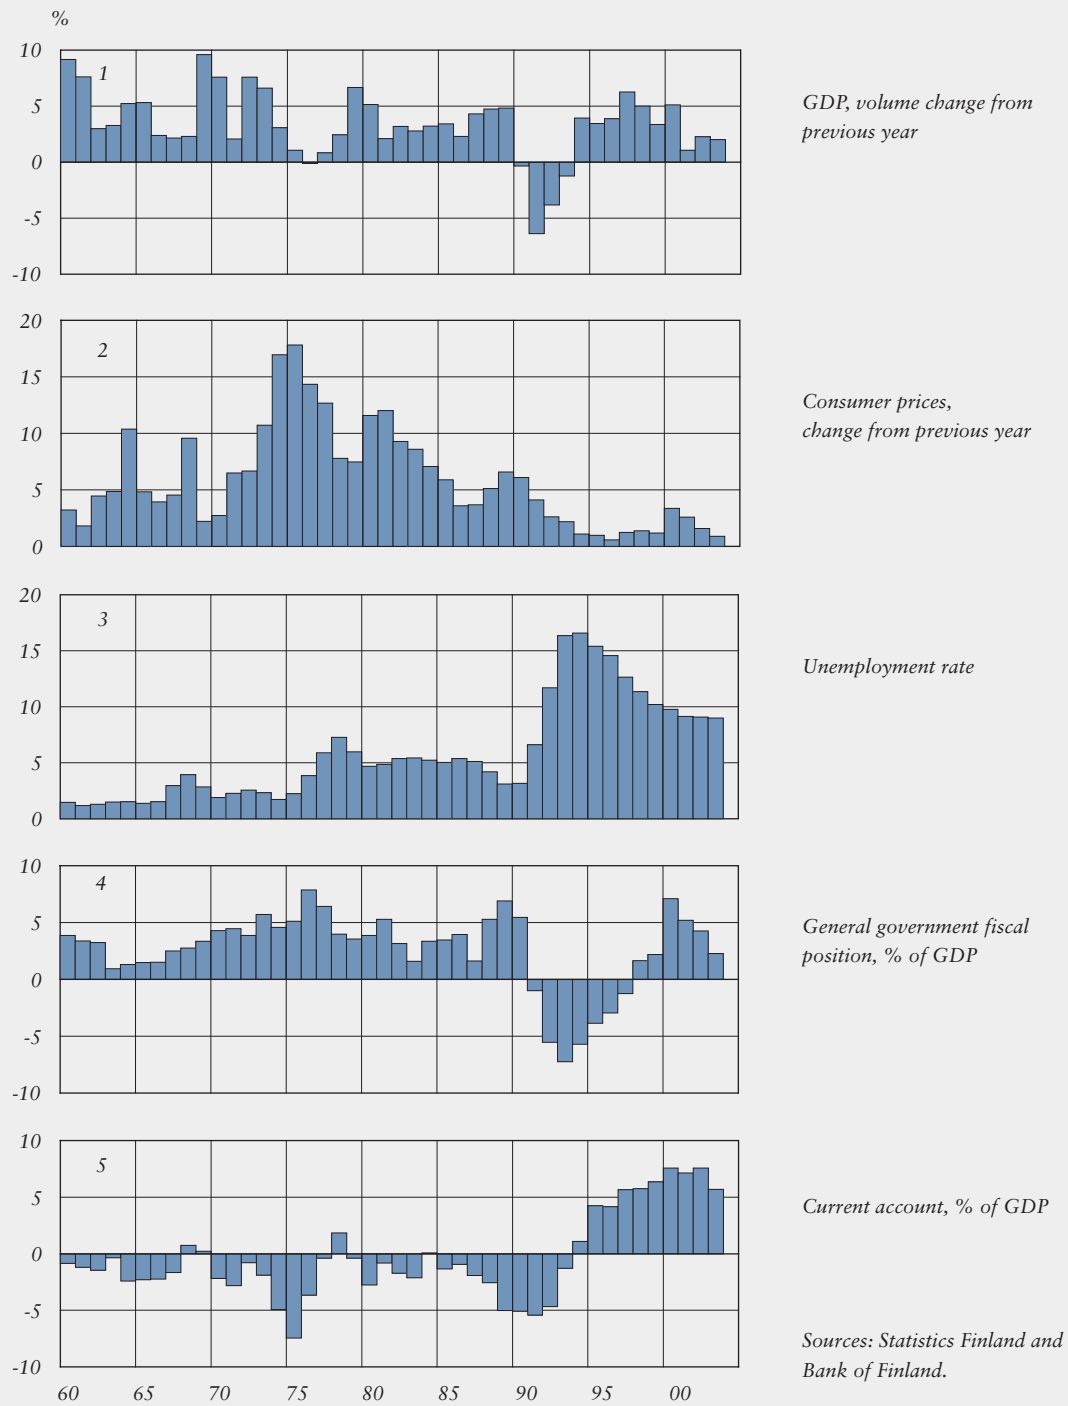 %
10
5
0
-5
-10
1
GDP, volume change from
previous year
20
15
10
5
0
2
Consumer prices,
change from previous year
20
15
10
5
0
3
Unemployment rate
10
5
0
-5
-10
4
General government fiscal
position, % of GDP
10
5
0
-5
-10
5
Current account, % of GDP
Sources: Statistics Finland and
Bank of Finland.
60 65 70 75 80 85 90 95 00